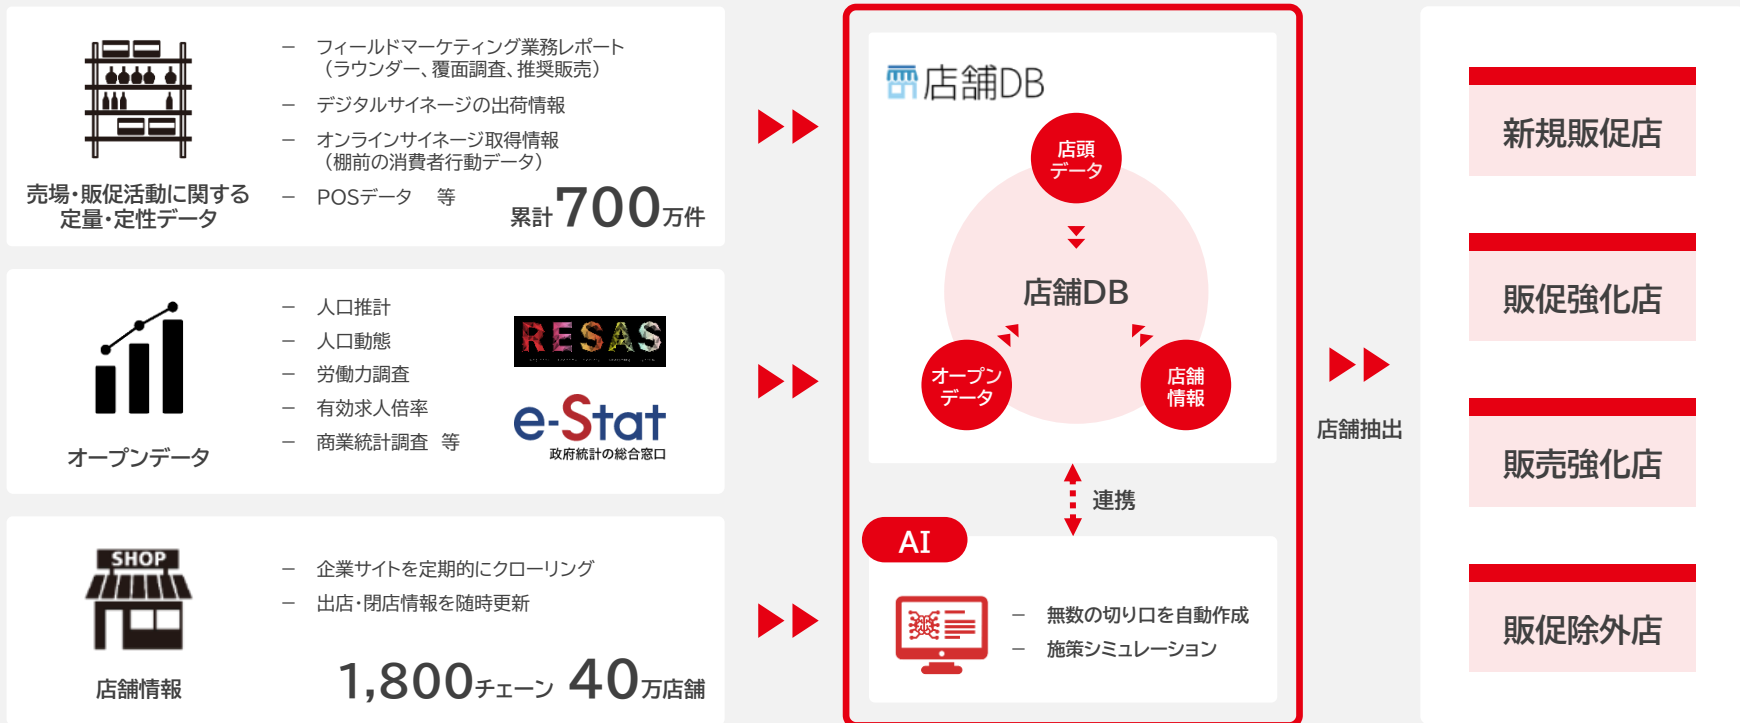 — フィールドマーケティング業務レポート
（ラウンダー、覆面調査、推奨販売）
— デジタルサイネージの出荷情報
— オンラインサイネージ取得情報
（棚前の消費者行動データ）
— POSデータ　等
累計700万件
売場・販促活動に関する
定量・定性データ
— 人口推計
— 人口動態
— 労働力調査
— 有効求人倍率
— 商業統計調査　等
RESAS
e-Stat
政府統計の総合窓口
オープンデータ
SHOP
— 企業サイトを定期的にクローリング
— 出店・閉店情報を随時更新
店舗情報
1,800チェーン 40万店舗
店舗DB
店頭
データ
店舗DB
オープン
データ
店舗
情報
連携
AI
— 無数の切り口を自動作成
— 施策シミュレーション
店舗抽出
新規販促店
販促強化店
販売強化店
販促除外店